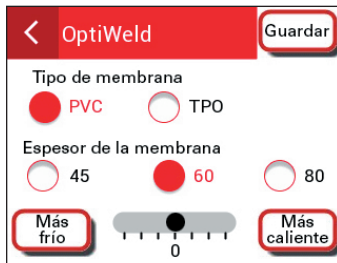 OptiWeld
Guardar
Tipo de membrana
PVC
TPO
Espesor de la membrana
45
60
80
Más
frío
0
Más
caliente